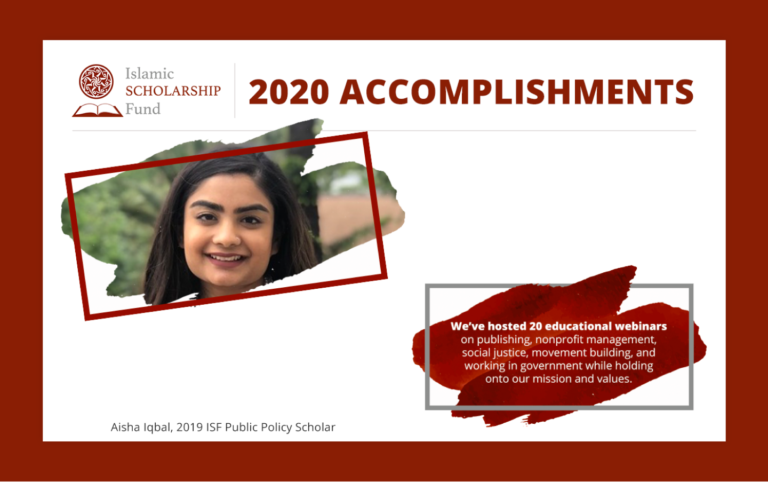 Islamic
SCHOLARSHIP
Fund
2020 ACCOMPLISHMENTS
We've hosted 20 educational webinars
on publishing, nonprofit management,
social justice, movement building, and
working in government while holding
onto our mission and values.
Aisha Iqbal, 2019 ISF Public Policy Scholar